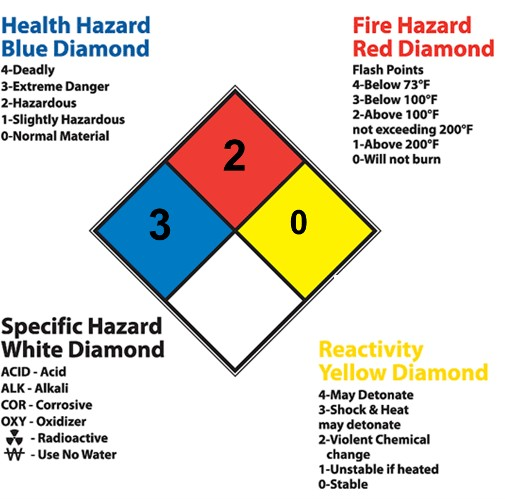 Health Hazard
Blue Diamond
4-Deadly
3-Extreme Danger
2-Hazardous
1-Slightly Hazardous
0-Normal Material
Fire Hazard
Red Diamond
Flash Points
4-Below 73°F
3-Below 100°F
2-Above 100°F
not exceeding 200°F
1-Above 200°F
0-Will not burn
2
3
0
Specific Hazard
White Diamond
ACID - Acid
ALK - Alkali
COR - Corrosive
OXY - Oxidizer
- Radioactive
W - Use No Water
Reactivity
Yellow Diamond
4-May Detonate
3-Shock & Heat
may detonate
2-Violent Chemical
change
1-Unstable if heated
0-Stable